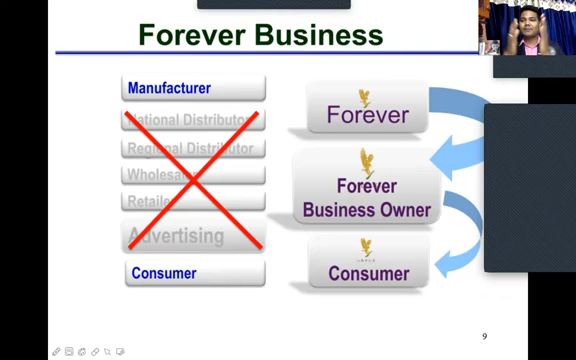 Forever Business
Manufacturer
National Distributor
Regional Distributor
Wholesaler
Retailer
Advertising
Consumer
Forever
Forever
Business Owner
Consumer
9